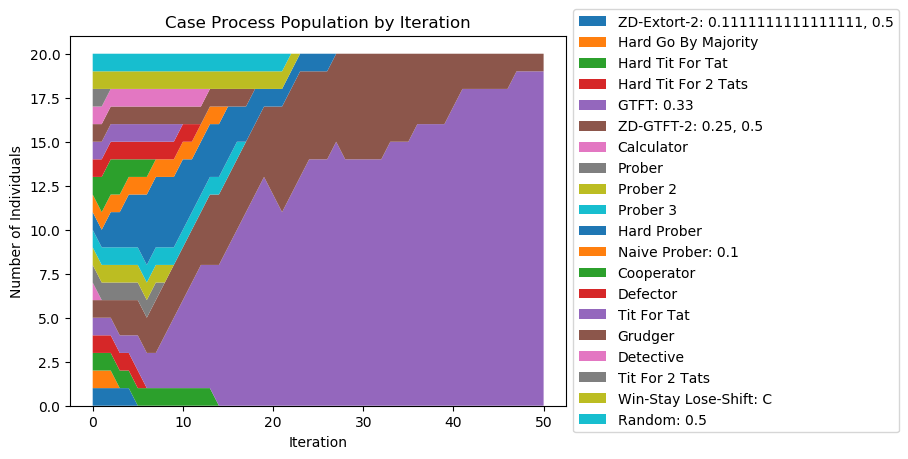 Case Process Population by Iteration
Number of Individuals
20.0
17.5
15.0
12.5
10.0
7.5
5.0
2.5
0.0
0
10
20
30
40
50
Iteration
ZD-Extort-2: 0.1111111111111111, 0.5
Hard Go By Majority
Hard Tit For Tat
Hard Tit For 2 Tats
GTFT: 0.33
ZD-GTFT-2: 0.25, 0.5
Calculator
Prober
Prober 2
Prober 3
Hard Prober
Naive Prober: 0.1
Cooperator
Defector
Tit For Tat
Grudger
Detective
Tit For 2 Tats
Win-Stay Lose-Shift: C
Random: 0.5